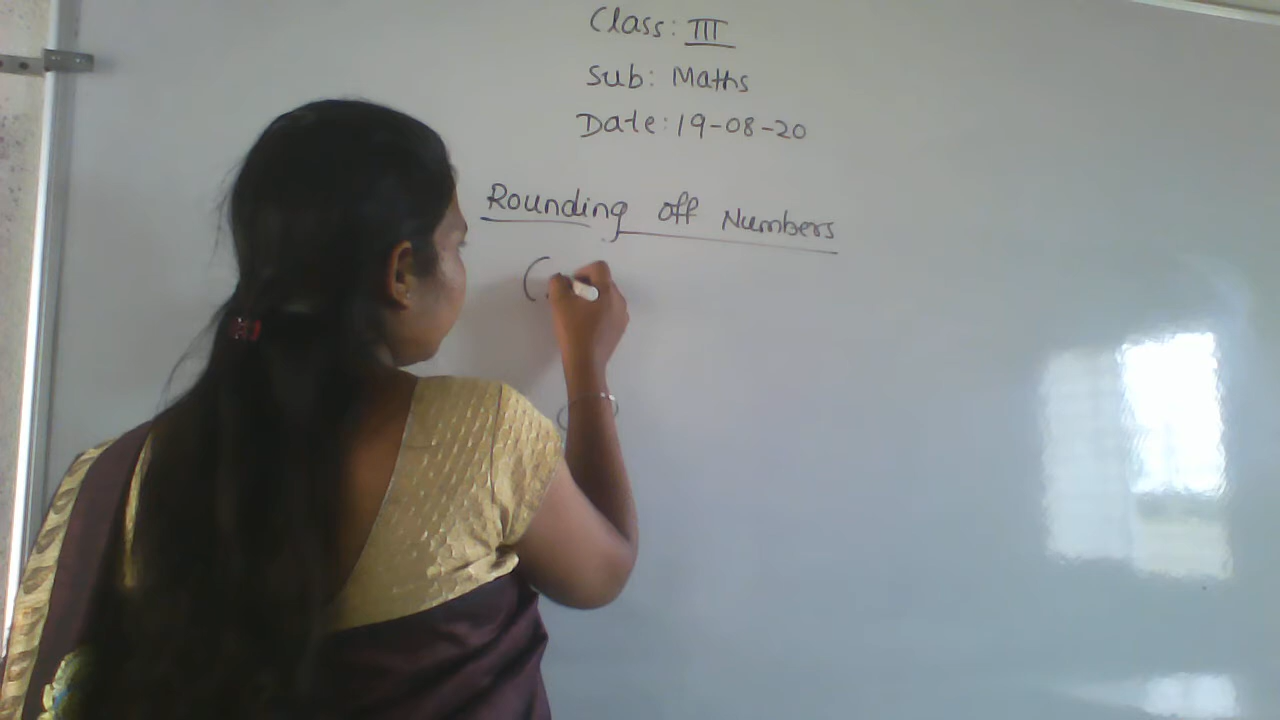 Class: III
Sub: Maths
Date: 19-08-20
Rounding off Numbers
(